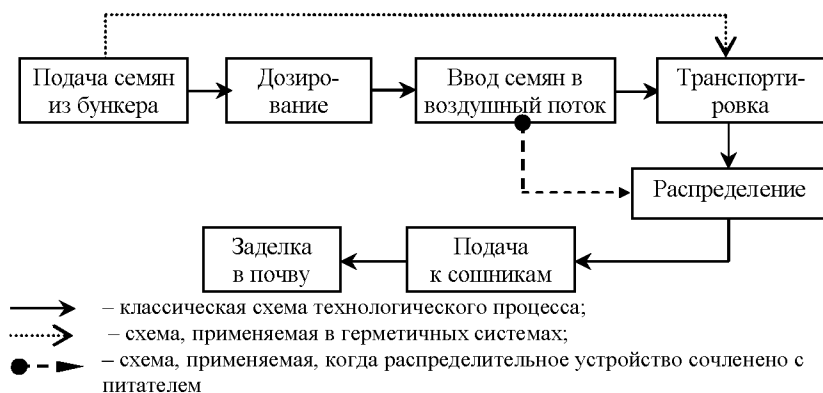 Подача семян
из бункера
Дозиро-
вание
Ввод семян в
воздушный поток
Транспорти-
ровка
Распределение
Заделка
в почву
Подача
к сошникам
– классическая схема технологического процесса;
– схема, применяемая в герметичных системах;
– схема, применяемая, когда распределительное устройство сочленено с
питателем